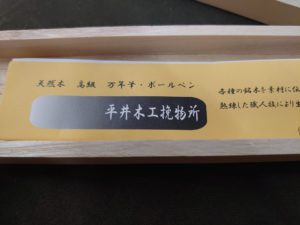 天然木　高級　万年筆・ボールペン
平井木工挽物所
各種の銘木を素材に
熟練した職人技により